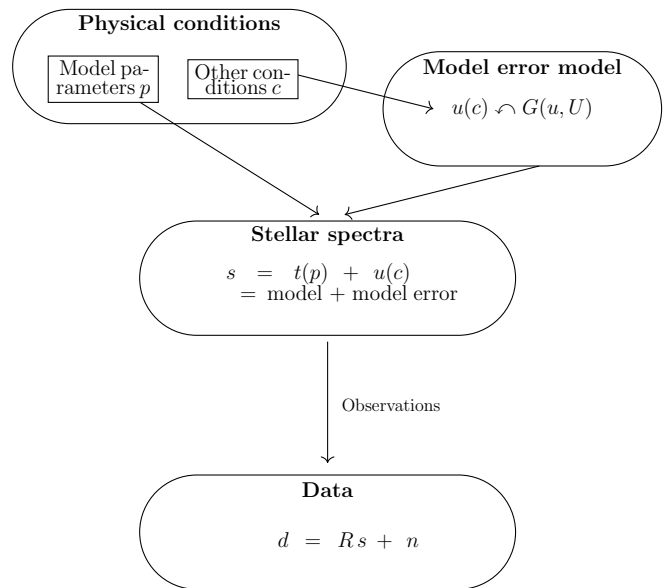 Physical conditions
Model pa-
rameters p
Other con-
ditions c
Model error model
u(c) ↶ G(u, U)
Stellar spectra
s = t(p) + u(c)
= model + model error
Observations
Data
d = R s + n